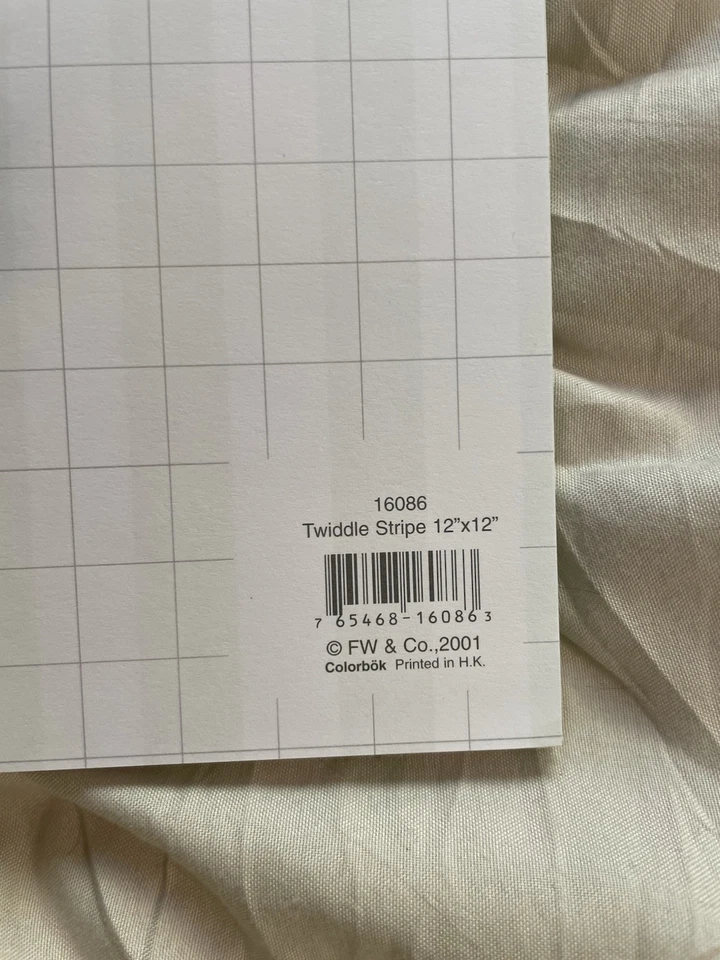 16086
Twiddle Stripe 12”x12”
7 65468-16086 3
© FW & Co.,2001
Colorbök Printed in H.K.